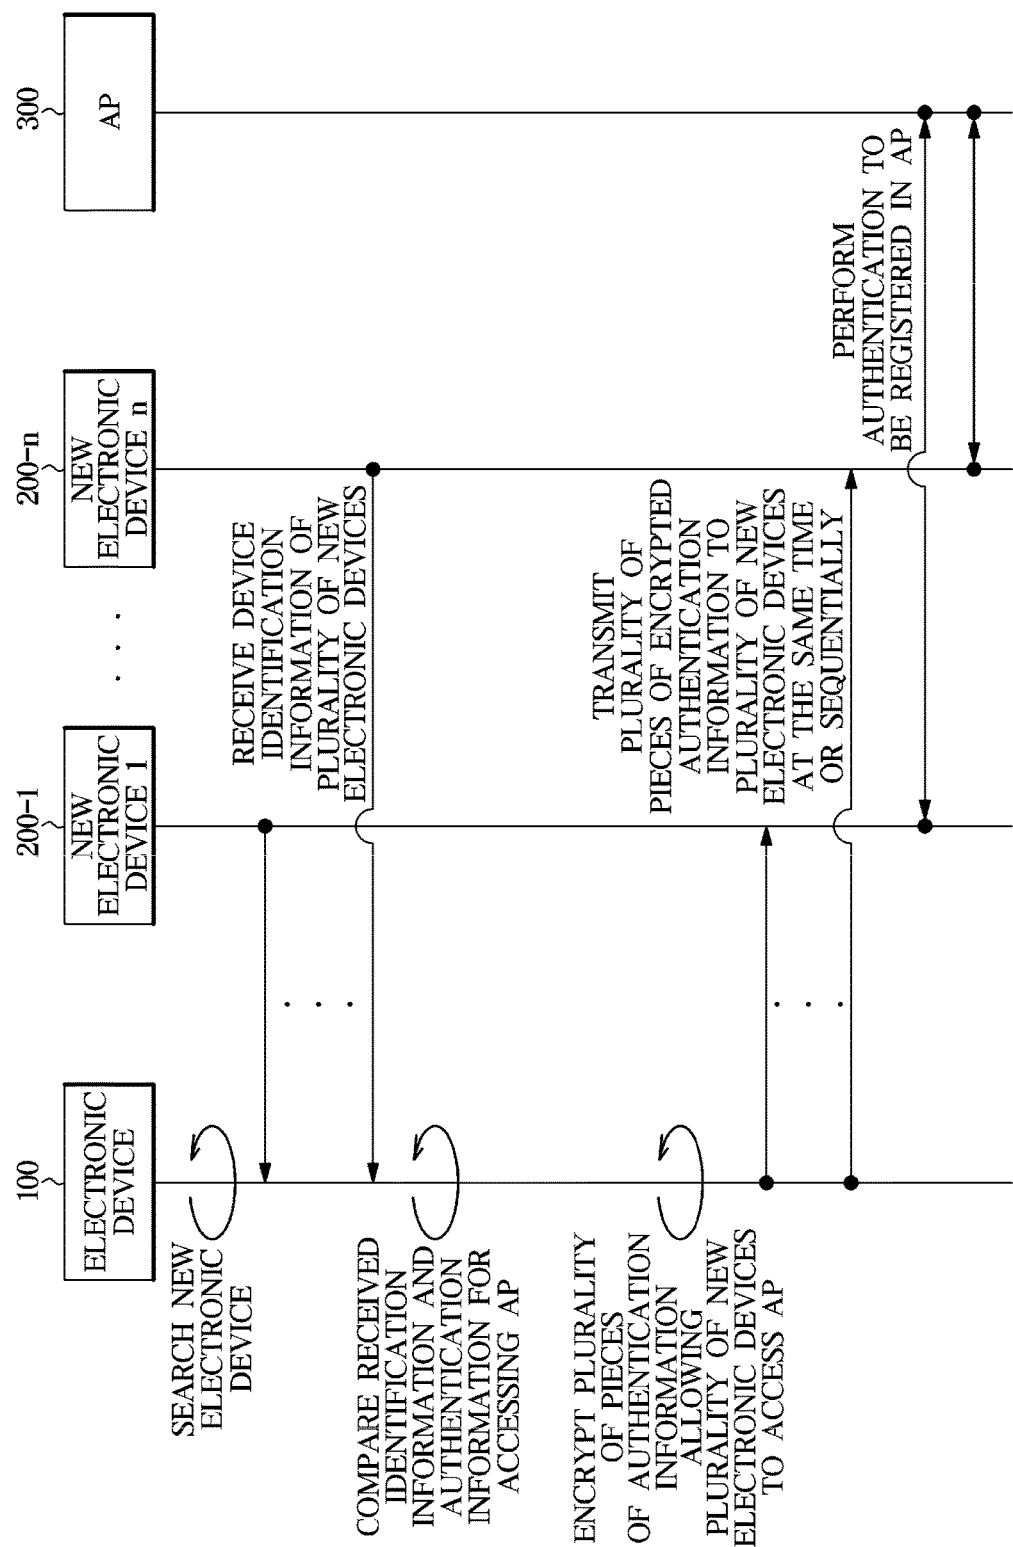 100
200-1
200-n
300
ELECTRONIC
DEVICE
NEW
ELECTRONIC
DEVICE 1
. . .
NEW
ELECTRONIC
DEVICE n
AP
SEARCH NEW
ELECTRONIC
DEVICE
RECEIVE DEVICE
IDENTIFICATION
INFORMATION OF
PLURALITY OF NEW
ELECTRONIC DEVICES
. . .
COMPARE RECEIVED
IDENTIFICATION
INFORMATION AND
AUTHENTICATION
INFORMATION FOR
ACCESSING AP
ENCRYPT PLURALITY
OF PIECES
OF AUTHENTICATION
INFORMATION
ALLOWING
PLURALITY OF NEW
ELECTRONIC DEVICES
TO ACCESS AP
TRANSMIT
PLURALITY OF
PIECES OF ENCRYPTED
AUTHENTICATION
INFORMATION TO
PLURALITY OF NEW
ELECTRONIC DEVICES
AT THE SAME TIME
OR SEQUENTIALLY
. . .
PERFORM
AUTHENTICATION TO
BE REGISTERED IN AP